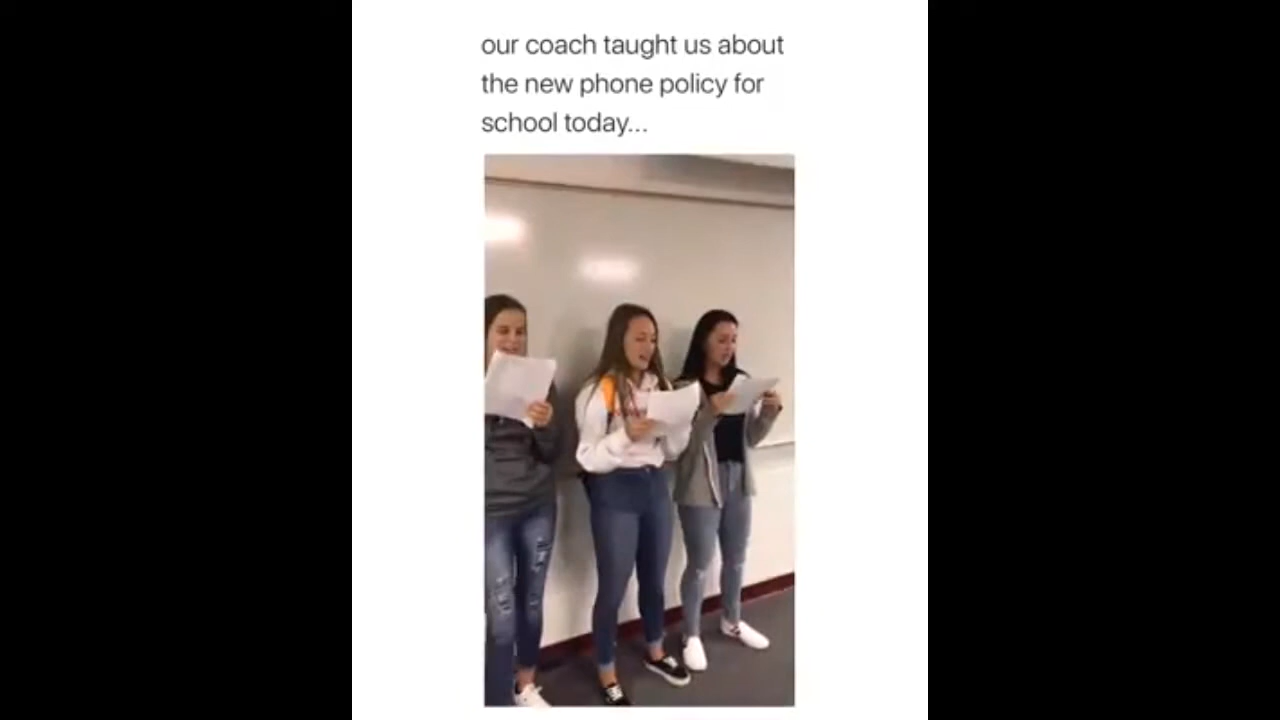 our coach taught us about
the new phone policy for
school today...